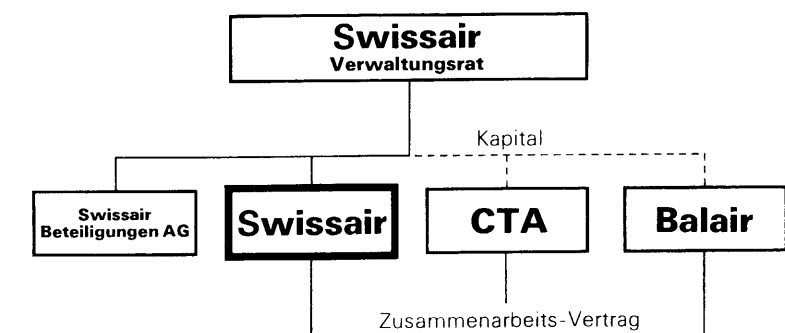 Swissair
Verwaltungsrat
Kapital
Swissair
Beteiligungen AG
Swissair
CTA
Balair
Zusammenarbeits-Vertrag